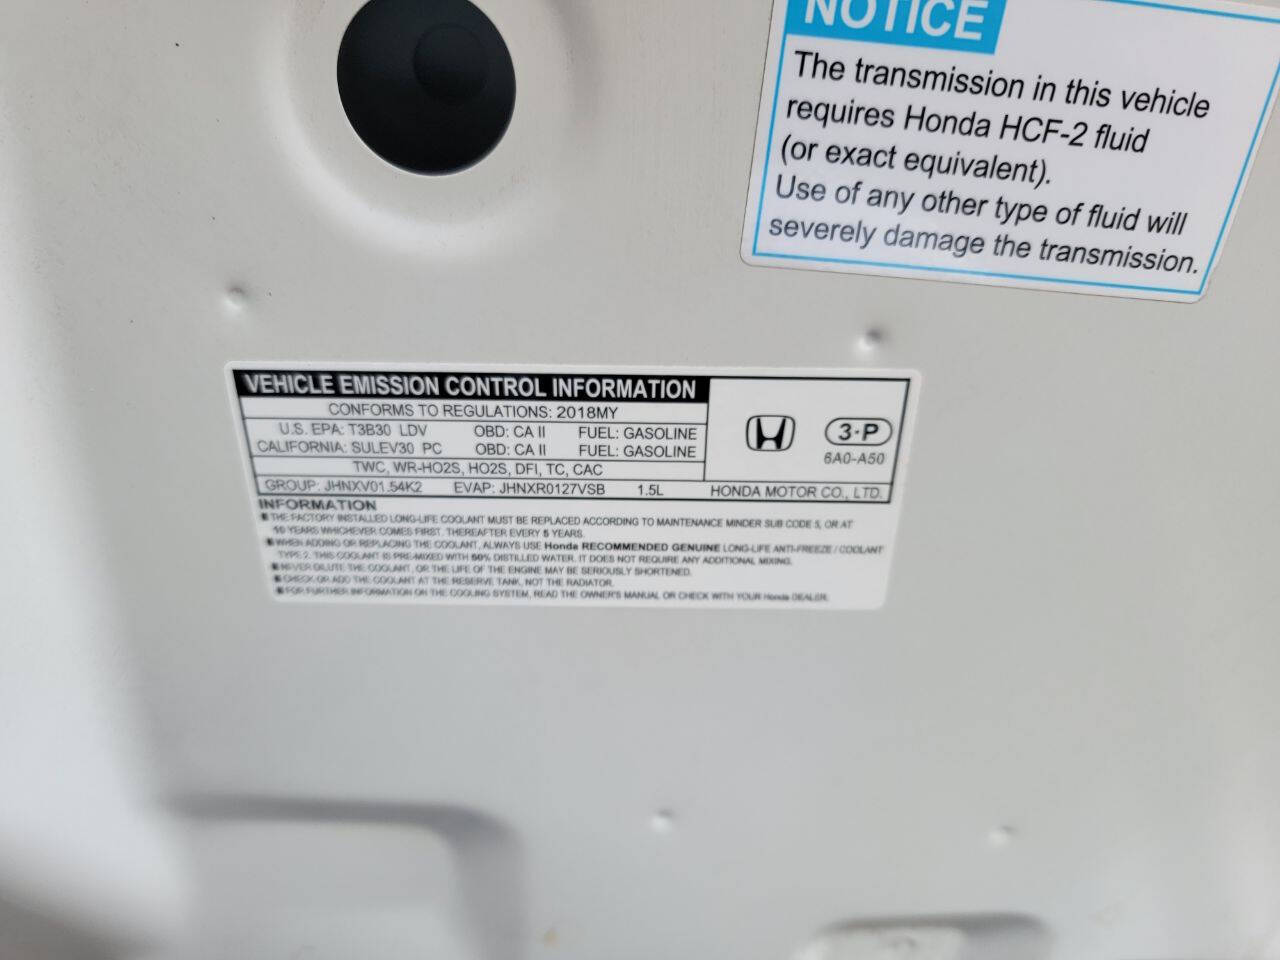 NOTICE
The transmission in this vehicle
requires Honda HCF-2 fluid
(or exact equivalent).
Use of any other type of fluid will
severely damage the transmission.
VEHICLE EMISSION CONTROL INFORMATION
CONFORMS TO REGULATIONS: 2018MY
U.S. EPA: T3B30 LDV OBD: CA II FUEL: GASOLINE
CALIFORNIA: SULEV30 PC OBD: CA II FUEL: GASOLINE
TWC, WR-HO2S, HO2S, DFI, TC, CAC
3-P
6A0-A50
GROUP: JHNXV01.54K2 EVAP: JHNXR0127VSB 1.5L HONDA MOTOR CO., LTD.
INFORMATION
■ THE FACTORY INSTALLED LONG-LIFE COOLANT MUST BE REPLACED ACCORDING TO MAINTENANCE MINDER SUB CODE 5, OR AT
10 YEARS WHICHEVER COMES FIRST. THEREAFTER EVERY 5 YEARS.
■ WHEN ADDING OR REPLACING THE COOLANT, ALWAYS USE Honda RECOMMENDED GENUINE LONG-LIFE ANTI-FREEZE / COOLANT
TYPE 2. THIS COOLANT IS PRE-MIXED WITH 50% DISTILLED WATER. IT DOES NOT REQUIRE ANY ADDITIONAL MIXING.
■ NEVER DILUTE THE COOLANT, OR THE LIFE OF THE ENGINE MAY BE SERIOUSLY SHORTENED.
■ CHECK OR ADD THE COOLANT AT THE RESERVE TANK, NOT THE RADIATOR.
■ FOR FURTHER INFORMATION ON THE COOLING SYSTEM, READ THE OWNER'S MANUAL OR CHECK WITH YOUR Honda DEALER.